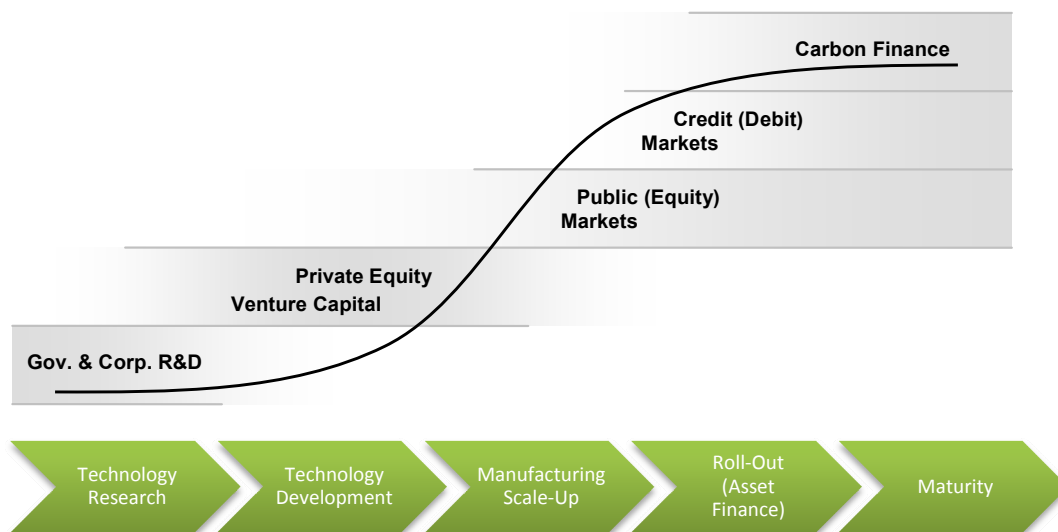 Carbon Finance
Credit (Debit)
Markets
Public (Equity)
Markets
Private Equity
Venture Capital
Gov. & Corp. R&D
Technology
Research
Technology
Development
Manufacturing
Scale-Up
Roll-Out
(Asset
Finance)
Maturity